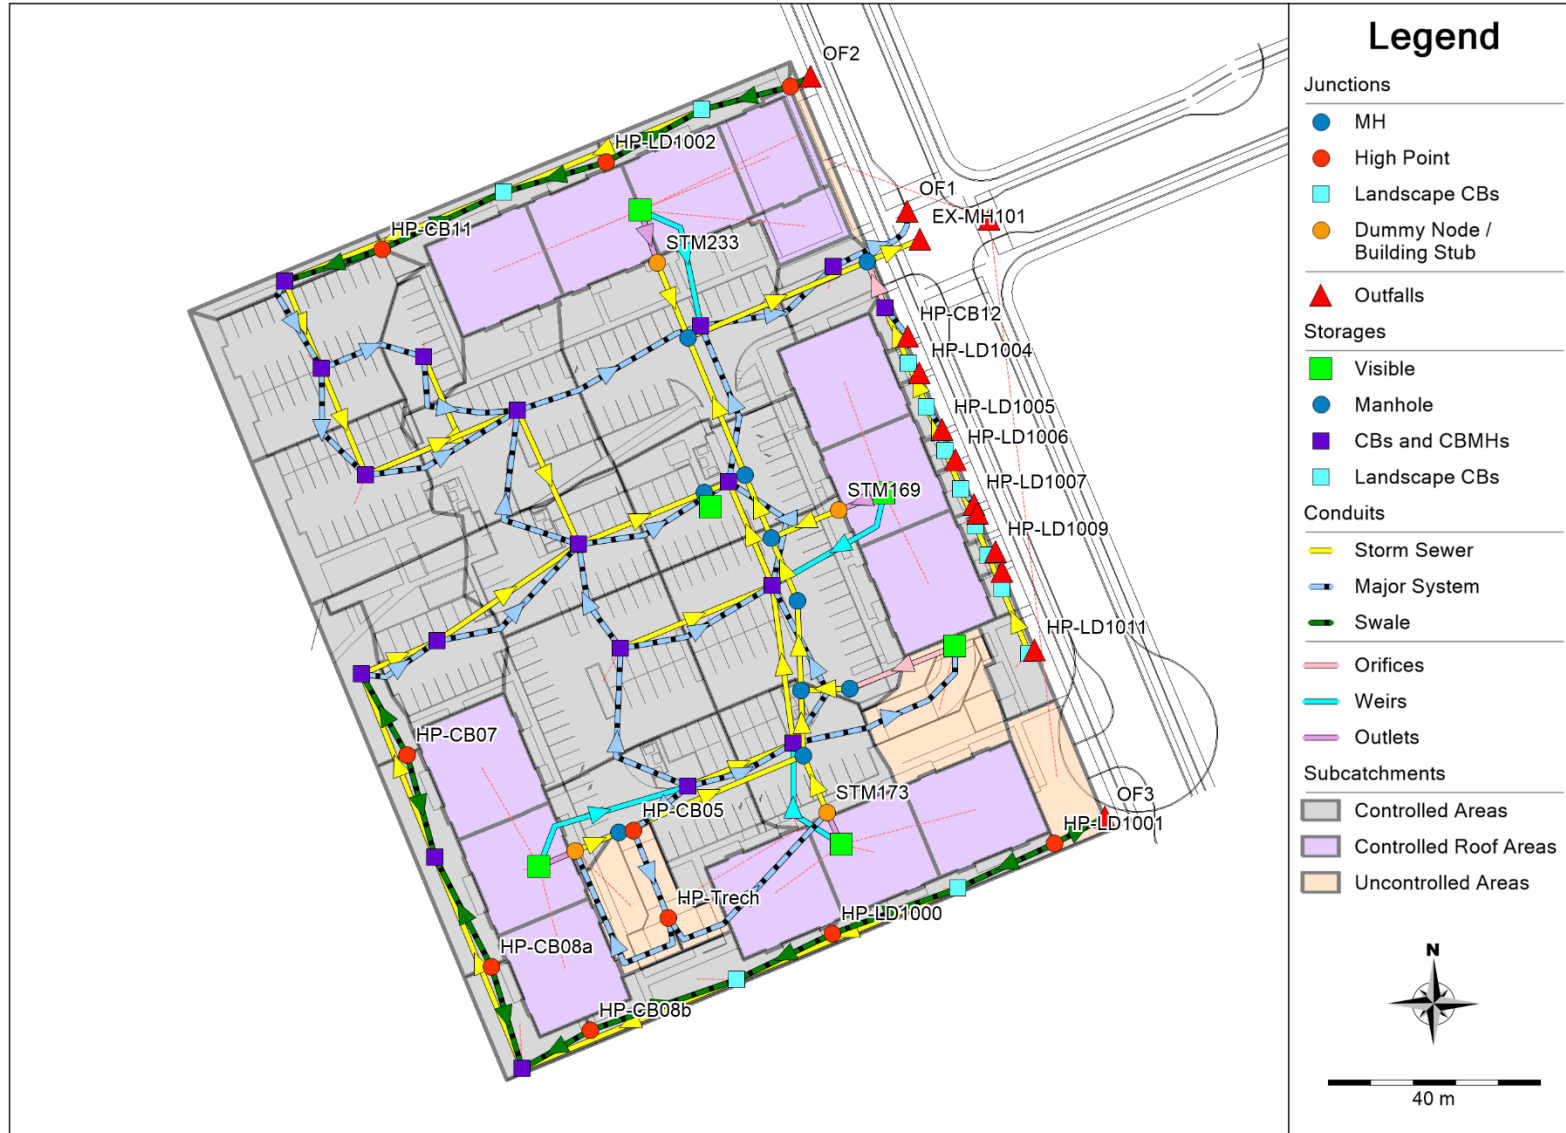 OF2
HP-LD1002
OF1
EX-MH101
HP-CB11
STM233
HP-CB12
HP-LD1004
HP-LD1005
HP-LD1006
HP-LD1007
STM169
HP-LD1009
HP-LD1011
HP-CB07
OF3
STM173
HP-CB05
HP-LD1001
HP-Trech
HP-LD1000
HP-CB08a
HP-CB08b
Legend
Junctions
MH
High Point
Landscape CBs
Dummy Node /
Building Stub
Outfalls
Storages
Visible
Manhole
CBs and CBMHs
Landscape CBs
Conduits
Storm Sewer
Major System
Swale
Orifices
Weirs
Outlets
Subcatchments
Controlled Areas
Controlled Roof Areas
Uncontrolled Areas
N
40 m